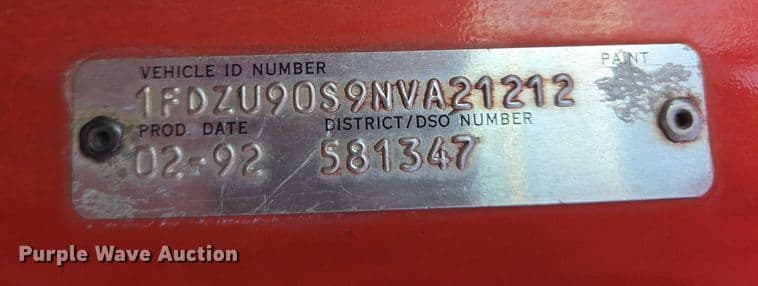 VEHICLE ID NUMBER PAINT
1FDZU90S9NVA21212
PROD. DATE DISTRICT/DSO NUMBER
02-92 581347
Purple Wave Auction